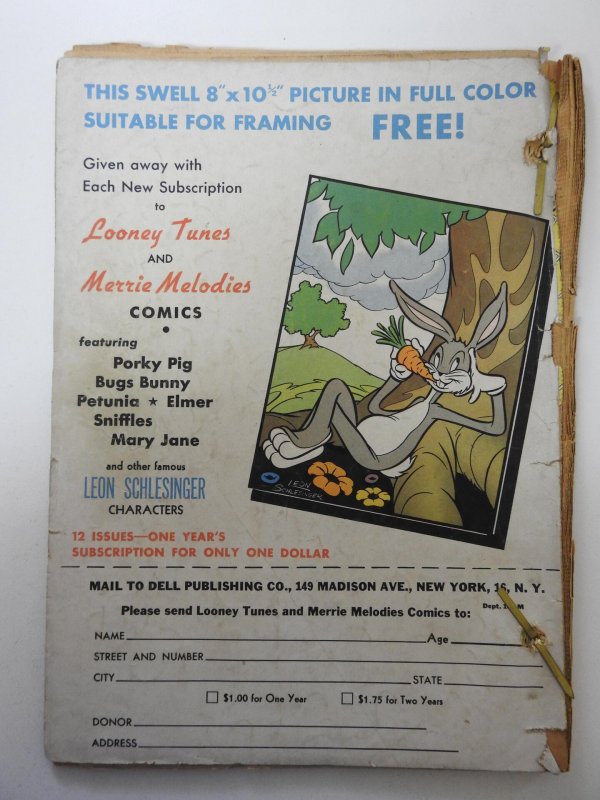 THIS SWELL 8"x10½" PICTURE IN FULL COLOR
SUITABLE FOR FRAMING FREE!
Given away with
Each New Subscription
to
Looney Tunes
AND
Merrie Melodies
COMICS
•
featuring
Porky Pig
Bugs Bunny
Petunia ★ Elmer
Sniffles
Mary Jane
and other famous
LEON SCHLESINGER
CHARACTERS
LEON
SCHLESINGER
12 ISSUES—ONE YEAR'S
SUBSCRIPTION FOR ONLY ONE DOLLAR
MAIL TO DELL PUBLISHING CO., 149 MADISON AVE., NEW YORK, 16, N. Y.
Dept.
Please send Looney Tunes and Merrie Melodies Comics to:
NAME Age
STREET AND NUMBER
CITY STATE
☐ $1.00 for One Year ☐ $1.75 for Two Years
DONOR
ADDRESS